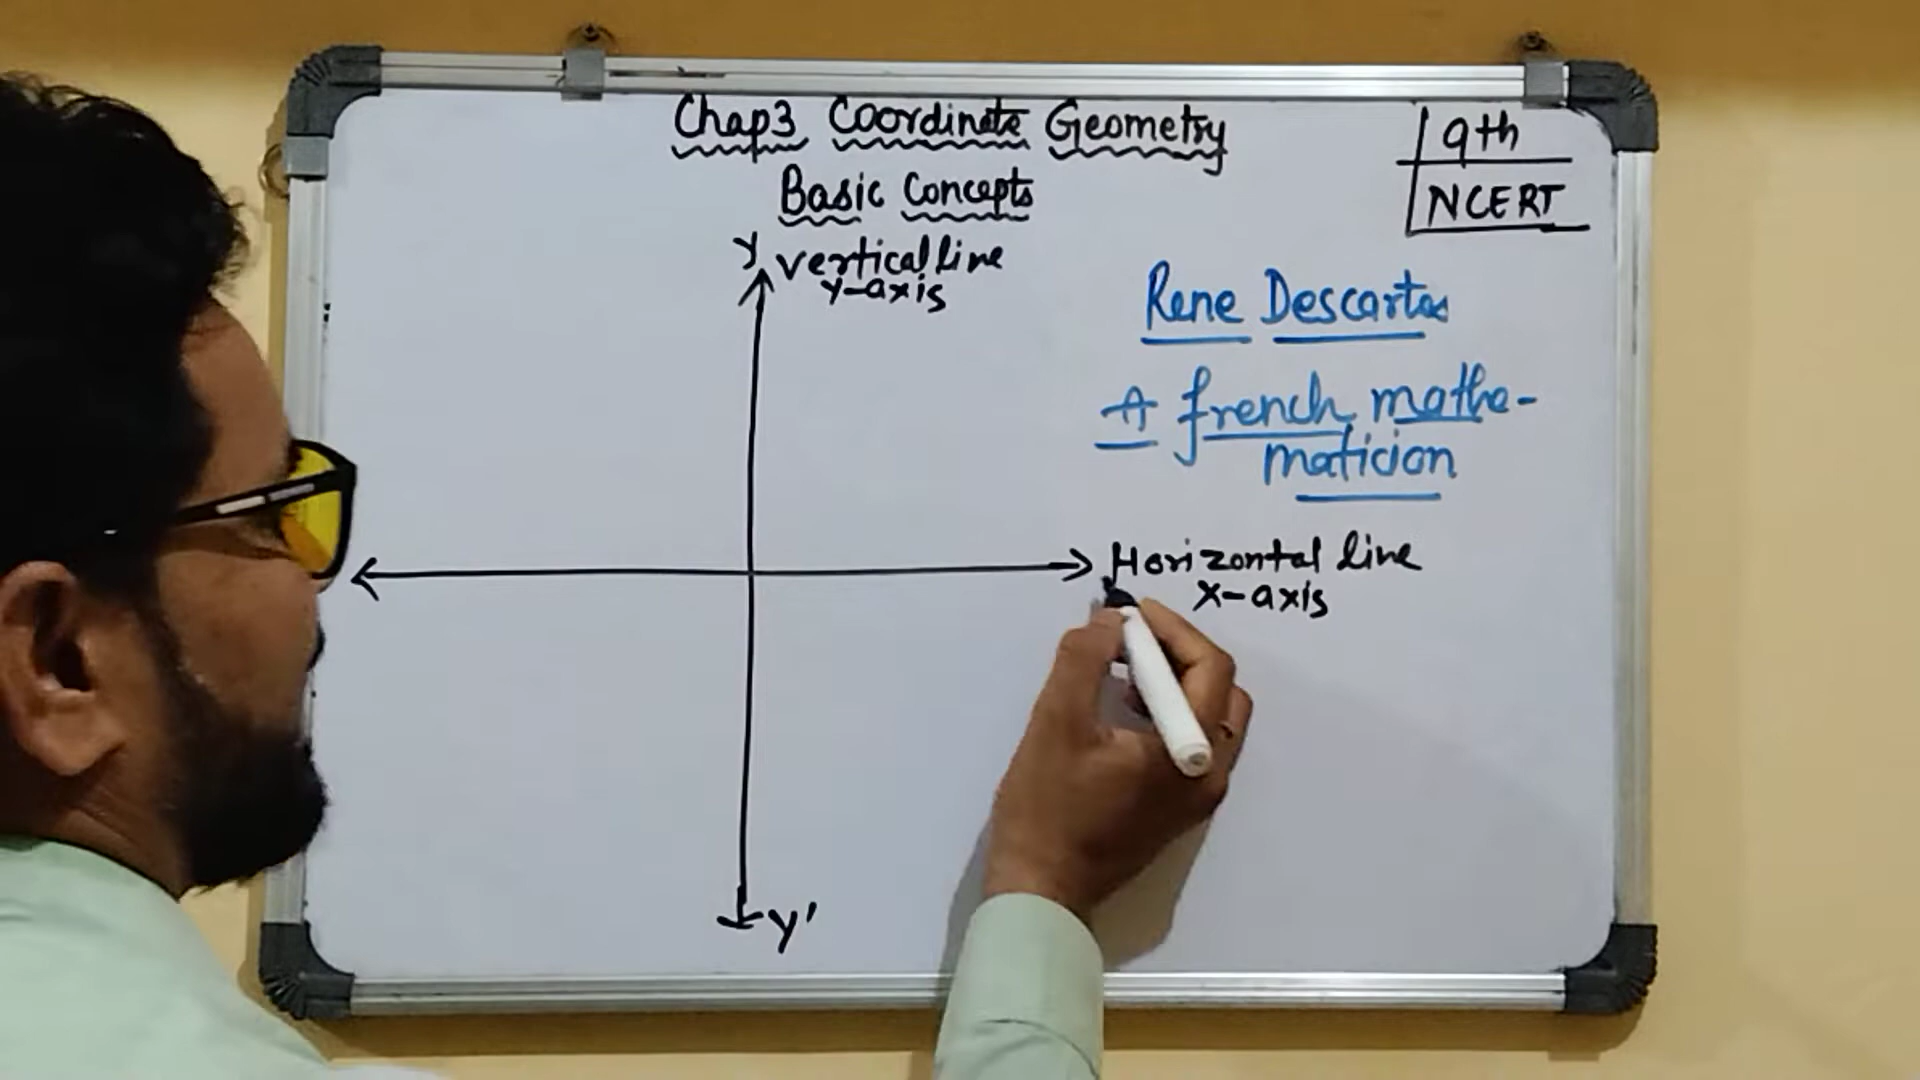 Chap3 Coordinate Geometry
9th
NCERT
Basic Concepts
Y
vertical line
Y-axis
Rene Descartes
A french mathe-
matician
Horizontal line
X-axis
Y'